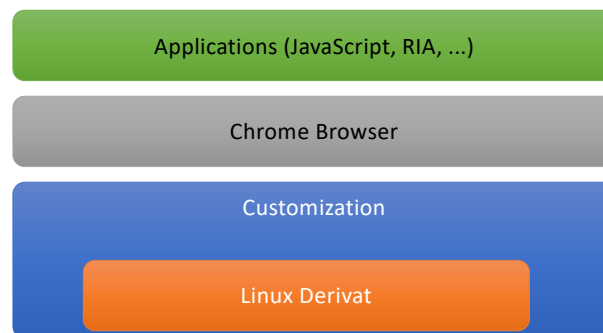 Applications (JavaScript, RIA, ...)
Chrome Browser
Customization
Linux Derivat